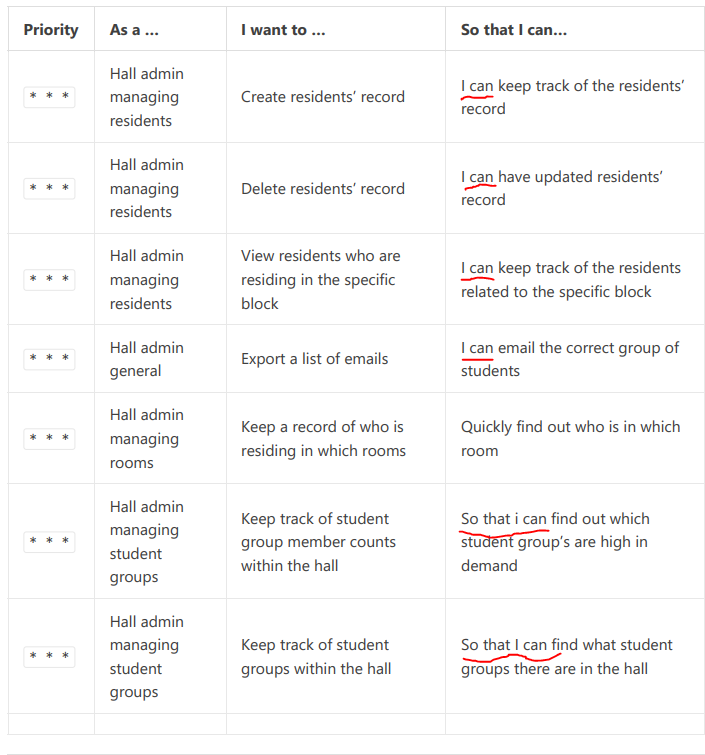 Priority As a ... I want to ... So that I can...
* * * Hall admin managing residents Create residents’ record I can keep track of the residents’ record
* * * Hall admin managing residents Delete residents’ record I can have updated residents’ record
* * * Hall admin managing residents View residents who are residing in the specific block I can keep track of the residents related to the specific block
* * * Hall admin general Export a list of emails I can email the correct group of students
* * * Hall admin managing rooms Keep a record of who is residing in which rooms Quickly find out who is in which room
* * * Hall admin managing student groups Keep track of student group member counts within the hall So that i can find out which student group’s are high in demand
* * * Hall admin managing student groups Keep track of student groups within the hall So that I can find what student groups there are in the hall